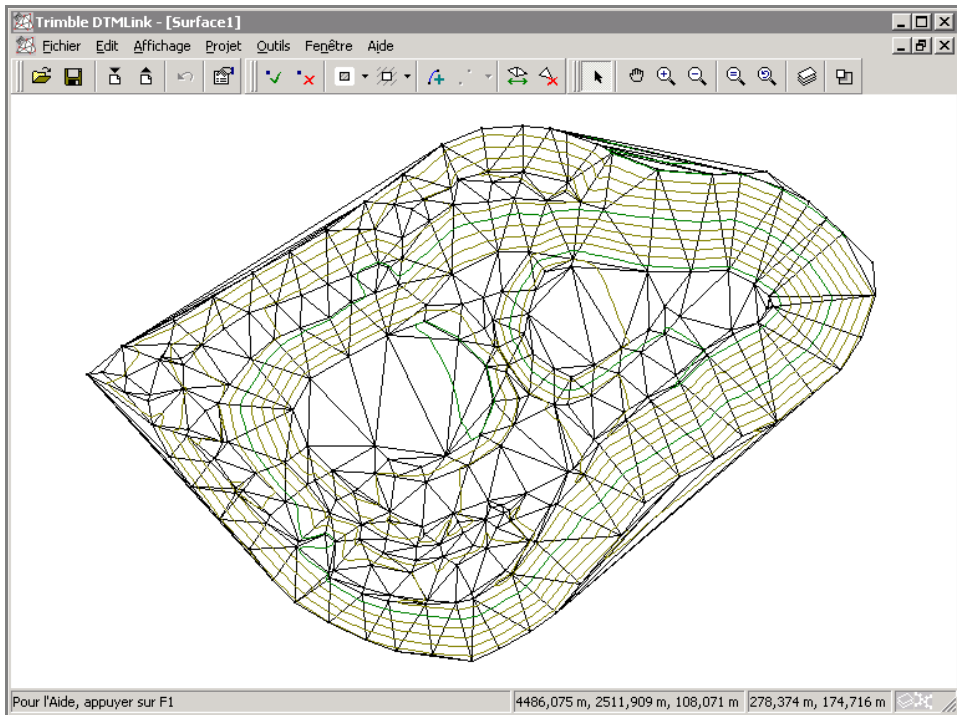 Trimble DTMLink - [Surface1]
Fichier Edit Affichage Projet Outils Fenêtre Aide
Pour l'Aide, appuyer sur F1 4486,075 m, 2511,909 m, 108,071 m 278,374 m, 174,716 m